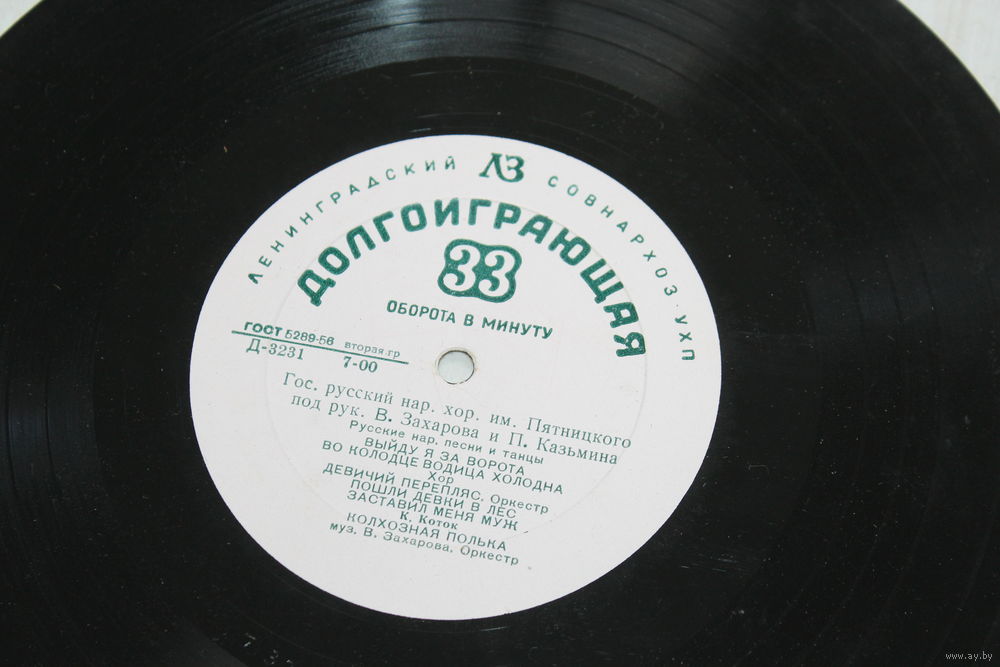 ЛЕНИНГРАДСКИЙ ЛЗ СОВНАРХОЗ · УХП
ДОЛГОИГРАЮЩАЯ
33
ОБОРОТА В МИНУТУ
ГОСТ 5289-56 вторая гр
Д-3231 7-00
Гос. русский нар. хор. им. Пятницкого
под рук. В. Захарова и П. Казьмина
Русские нар. песни и танцы
ВЫЙДУ Я ЗА ВОРОТА
ВО КОЛОДЦЕ ВОДИЦА ХОЛОДНА
Хор
ДЕВИЧИЙ ПЕРЕПЛЯС, Оркестр
ПОШЛИ ДЕВКИ В ЛЕС
ЗАСТАВИЛ МЕНЯ МУЖ
К. Коток
КОЛХОЗНАЯ ПОЛЬКА
муз. В. Захарова, Оркестр
www.ay.by